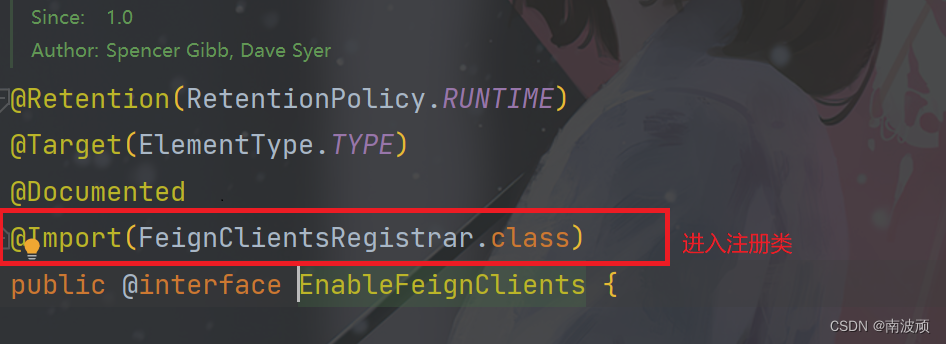 Since: 1.0
Author: Spencer Gibb, Dave Syer
@Retention(RetentionPolicy.RUNTIME)
@Target(ElementType.TYPE)
@Documented
@Import(FeignClientsRegistrar.class)
进入注册类
public @interface EnableFeignClients {
CSDN @南波顽